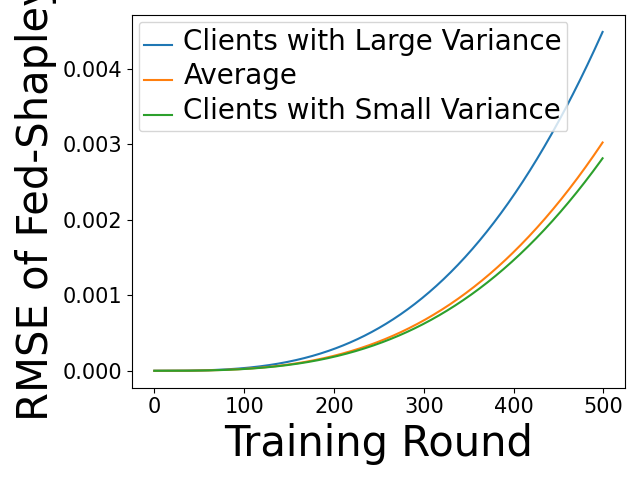 Clients with Large Variance
Average
Clients with Small Variance
RMSE of Fed-Shapley
0.004
0.003
0.002
0.001
0.000
0 100 200 300 400 500
Training Round